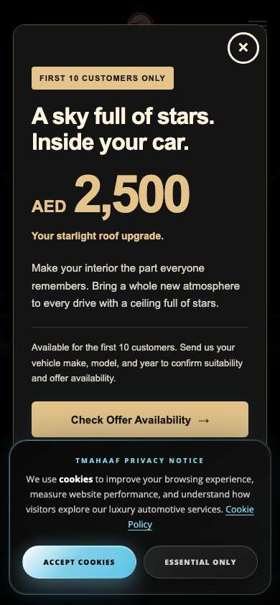 ×
FIRST 10 CUSTOMERS ONLY
A sky full of stars.
Inside your car.
AED 2,500
Your starlight roof upgrade.
Make your interior the part everyone
remembers. Bring a whole new atmosphere
to every drive with a ceiling full of stars.
Available for the first 10 customers. Send us your
vehicle make, model, and year to confirm suitability
and offer availability.
Check Offer Availability →
TMAHAAF PRIVACY NOTICE
We use cookies to improve your browsing experience,
measure website performance, and understand how
visitors explore our luxury automotive services. Cookie
Policy
ACCEPT COOKIES
ESSENTIAL ONLY